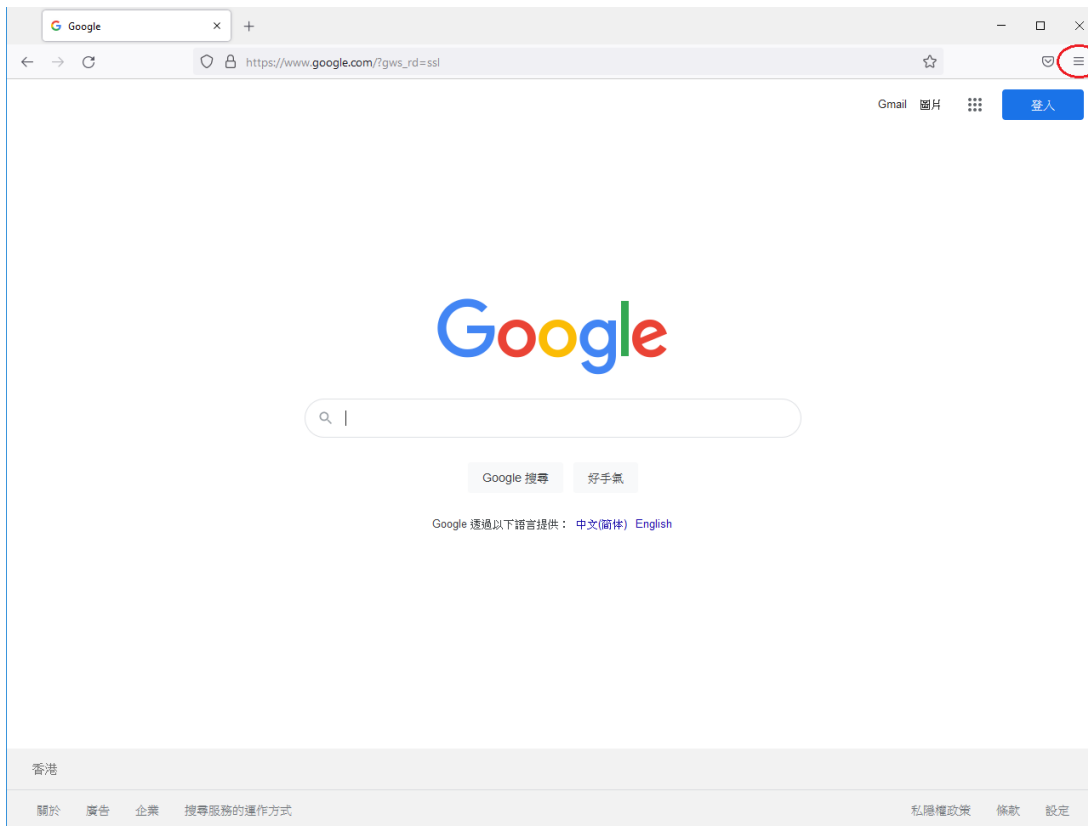 Google
https://www.google.com/?gws_rd=ssl
Gmail 圖片 登入
Google
Google 搜尋 好手氣
Google 透過以下語言提供： 中文(简体) English
香港
關於 廣告 企業 搜尋服務的運作方式 私隱權政策 條款 設定